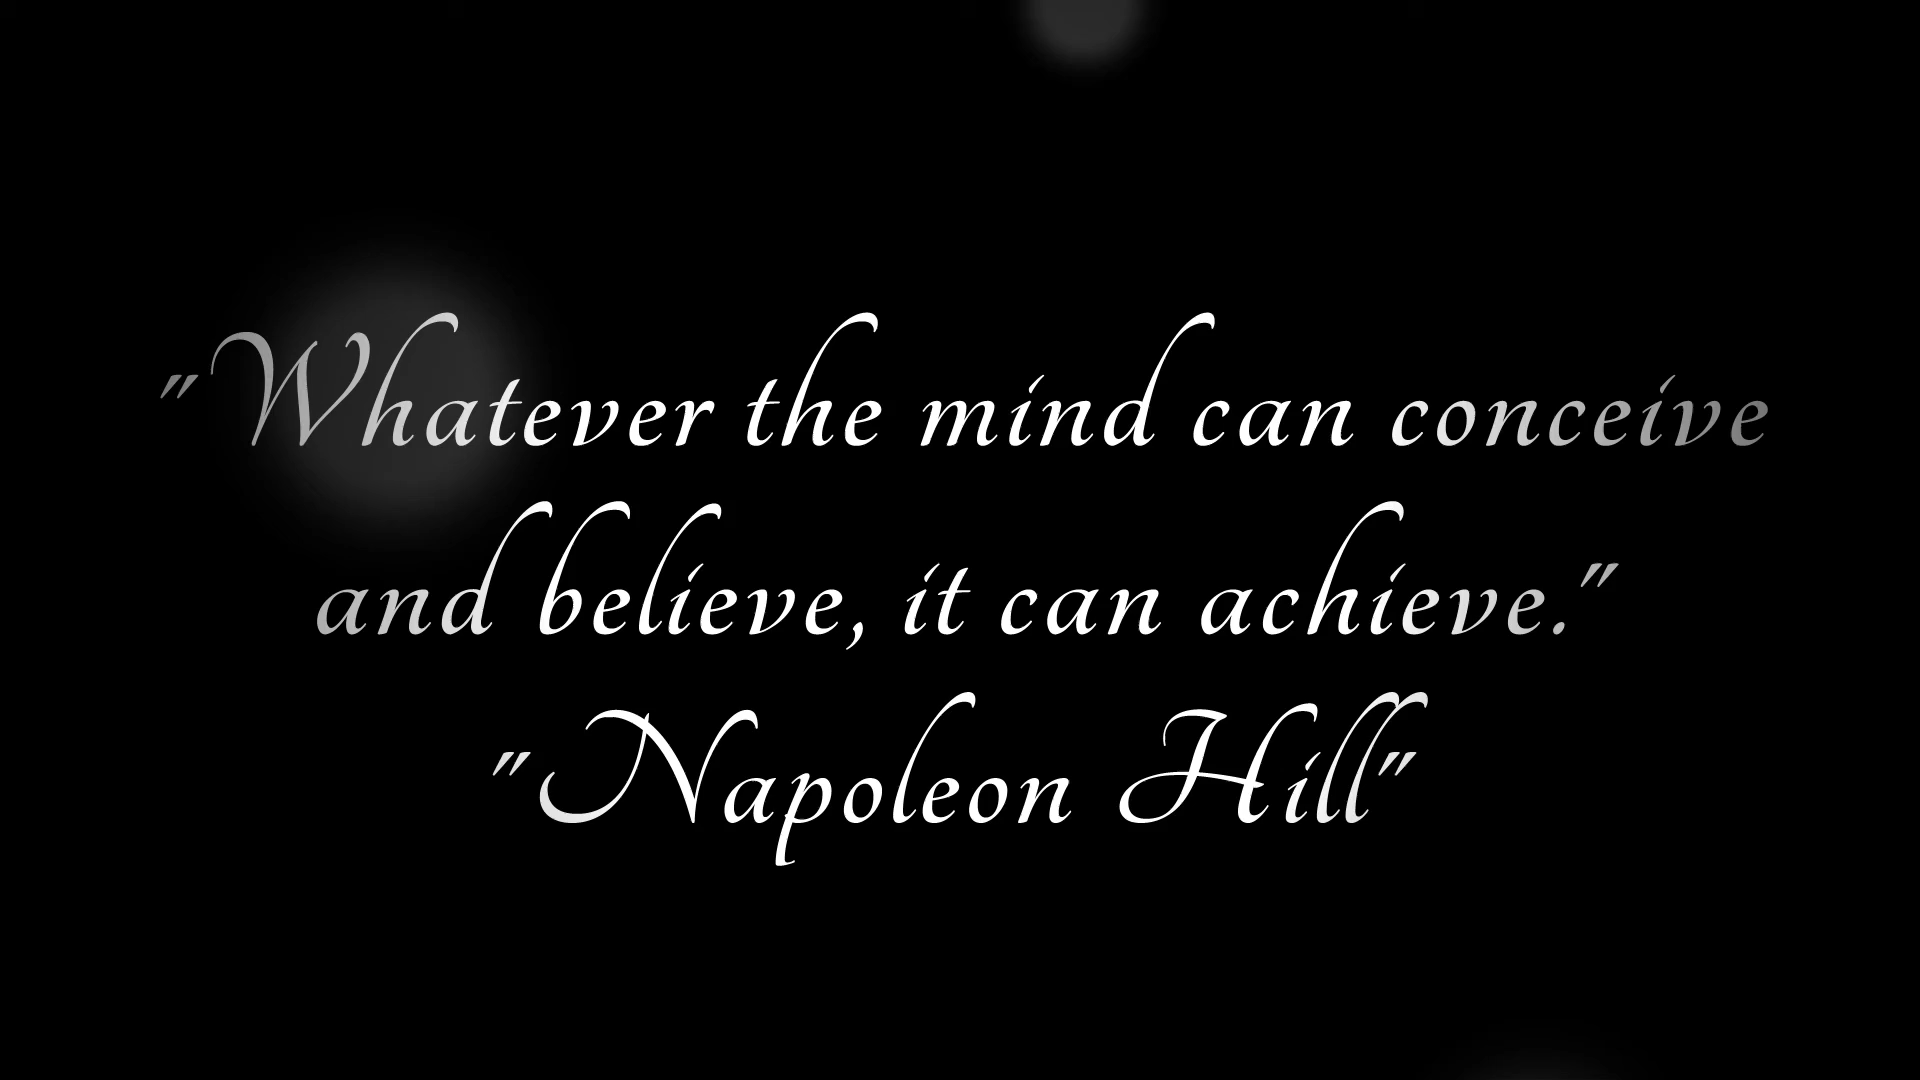 "Whatever the mind can conceive
and believe, it can achieve."
"Napoleon Hill"